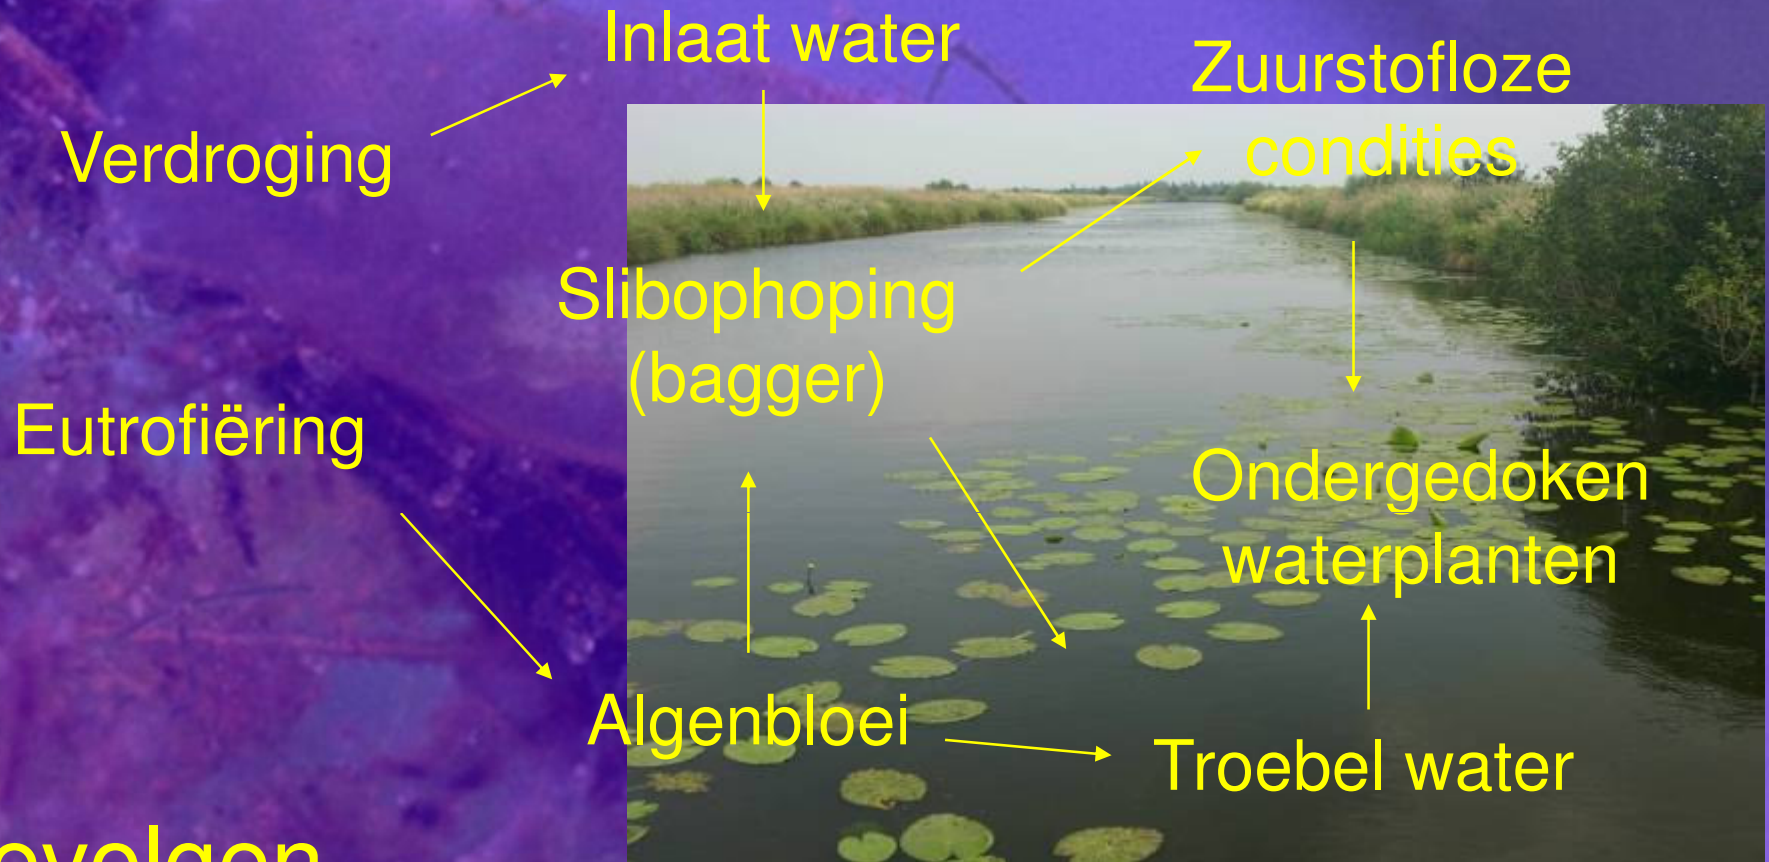 Inlaat water
Zuurstofloze
condities
Verdroging
Slibophoping
(bagger)
Eutrofiëring
Ondergedoken
waterplanten
Algenbloei
Troebel water